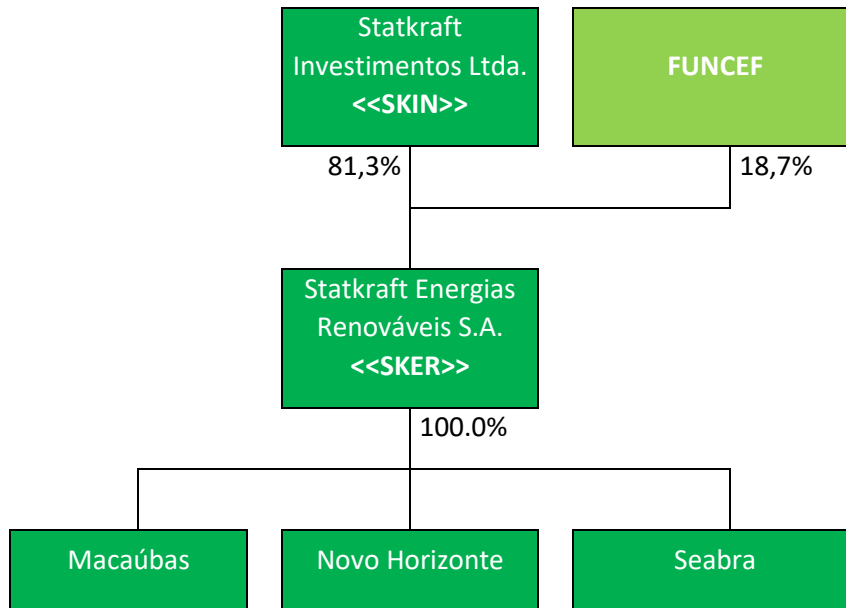 Statkraft
Investimentos Ltda.
<<SKIN>>
FUNCEF
81,3%
18,7%
Statkraft Energias
Renováveis S.A.
<<SKER>>
100.0%
Macaúbas
Novo Horizonte
Seabra